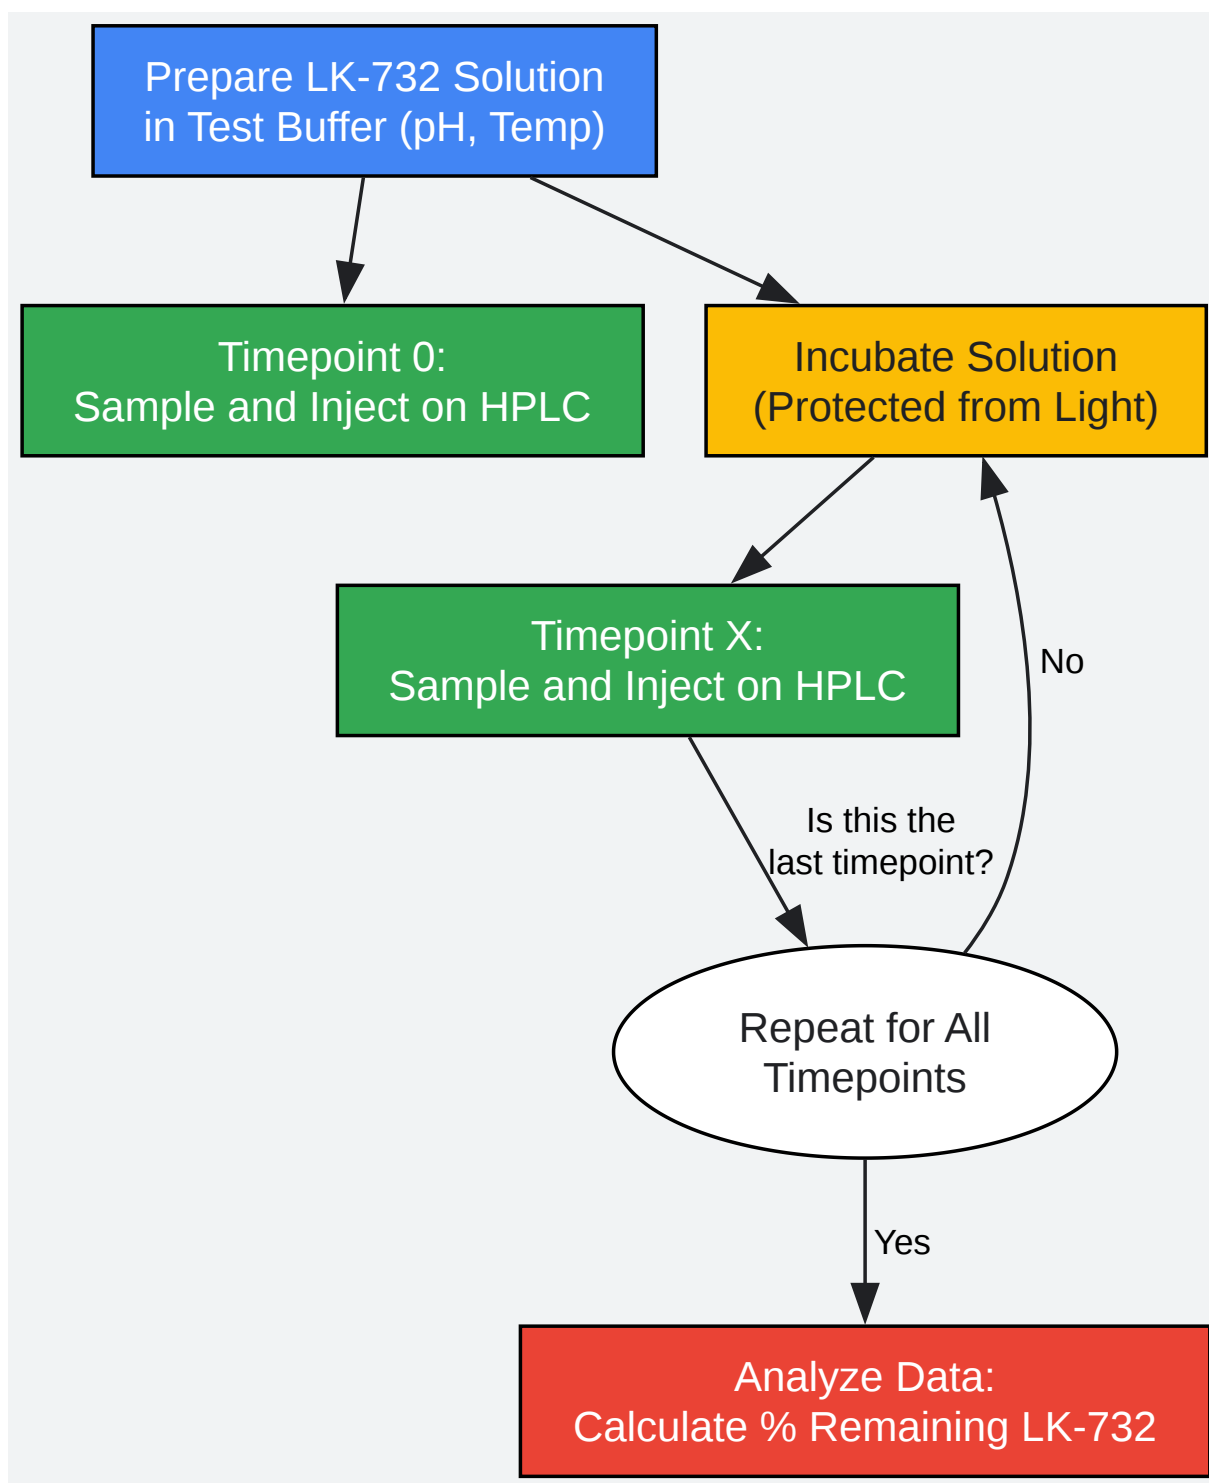 Prepare LK-732 Solution
in Test Buffer (pH, Temp)
Timepoint 0:
Sample and Inject on HPLC
Incubate Solution
(Protected from Light)
Timepoint X:
Sample and Inject on HPLC
No
Is this the
last timepoint?
Repeat for All
Timepoints
Yes
Analyze Data:
Calculate % Remaining LK-732